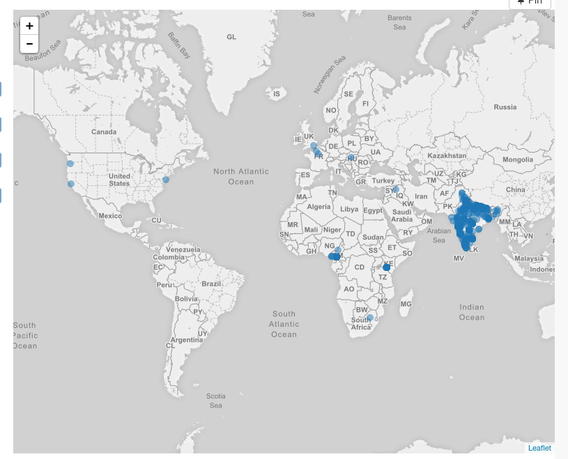 Pin
+
−
Beaufort Sea
Baffin Bay
GL
Sea
Barents
Sea
Kara S
Norwegian Sea
IS
SE
FI
NO
Russia
Canada
DK
IE
UK
BY
DE
PL
UA
FR
RO
Kazakhstan
Mongolia
IT
UZ
KG
North Atlantic
Ocean
ES
GR
Turkey
TM
TJ
United
States
China
MA
TN
SY
IQ
Iran
AF
PK
Algeria
Libya
Egypt
KW
Saudi
Arabia
Mexico
CU
OM
MR
Mali
Niger
TD
Sudan
RY
Arabian
Sea
MM
LA
TH
VN
SN
GH
NG
SS
ET
SO
LK
MV
Venezuela
Colombia
EC
Malaysia
Indones
CD
KE
TZ
Peru
Brazil
AO
Bolivia
MZ
MG
PY
BW
South
Africa
Indian
Ocean
South
Atlantic
Ocean
South
Pacific
Ocean
UY
Argentina
CL
Scotia
Sea
Leaflet